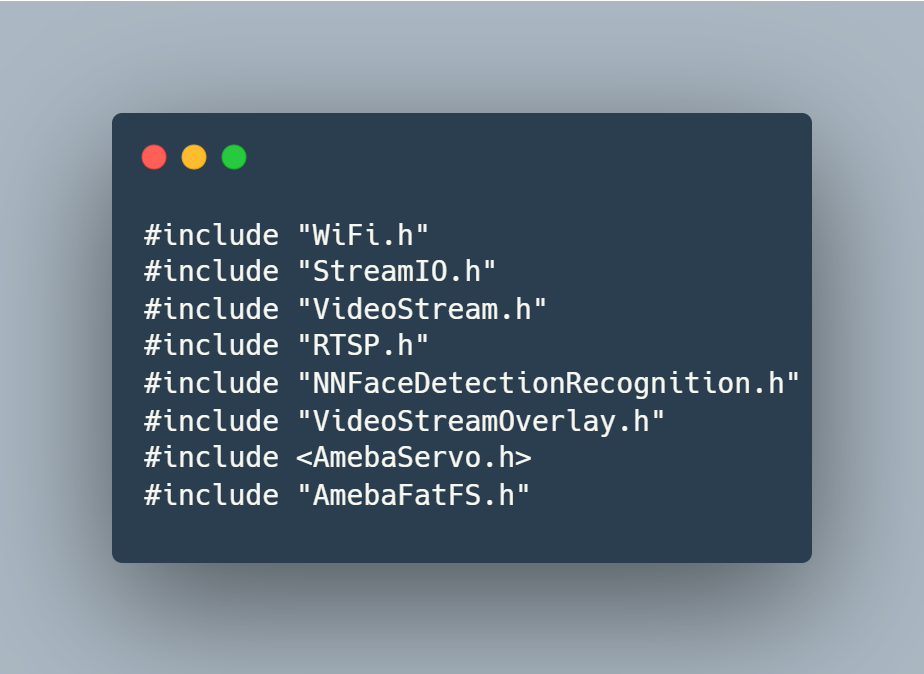 #include "WiFi.h"
#include "StreamIO.h"
#include "VideoStream.h"
#include "RTSP.h"
#include "NNFaceDetectionRecognition.h"
#include "VideoStreamOverlay.h"
#include <AmebaServo.h>
#include "AmebaFatFS.h"